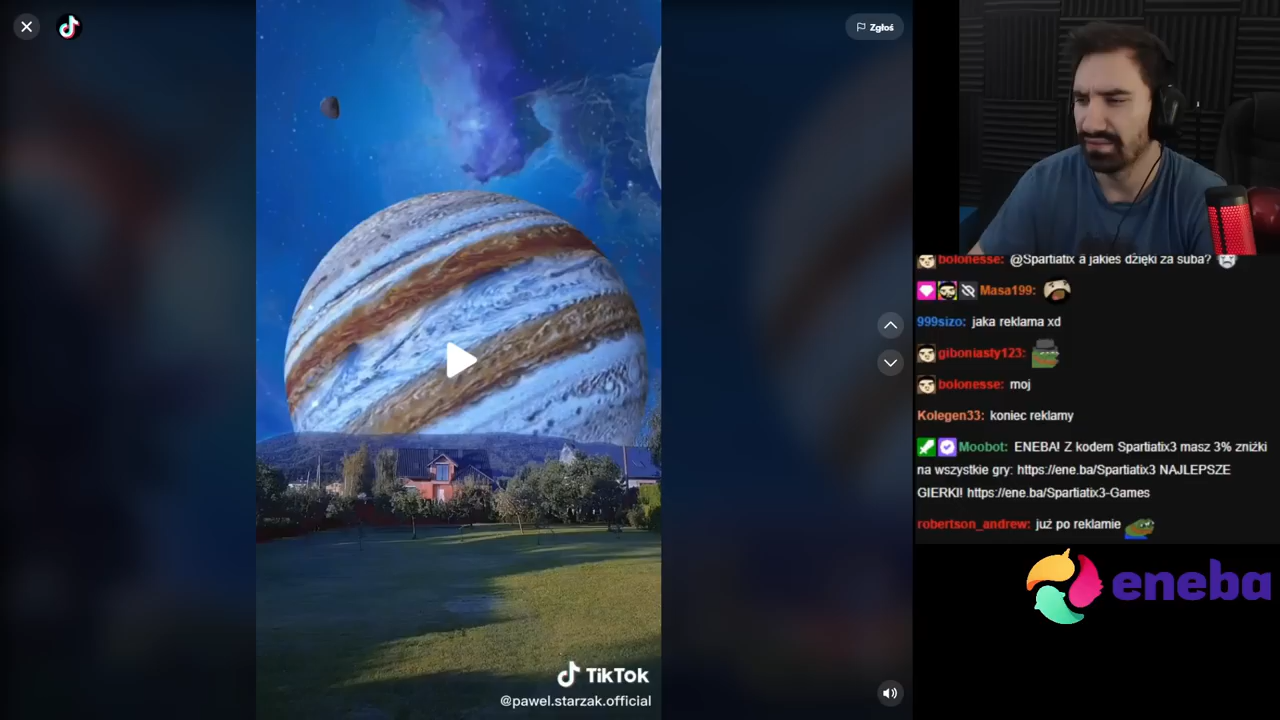 Zgłoś
TikTok
@pawel.starzak.official
bolonesse: @Spartiatix a jakieś dzięki za suba?
Masa199:
999sizo: jaka reklama xd
giboniasty123:
bolonesse: moj
Kolegen33: koniec reklamy
Moobot: ENEBA! Z kodem Spartiatix3 masz 3% zniżki
na wszystkie gry: https://ene.ba/Spartiatix3 NAJLEPSZE
GIERKI! https://ene.ba/Spartiatix3-Games
robertson_andrew: już po reklamie
eneba